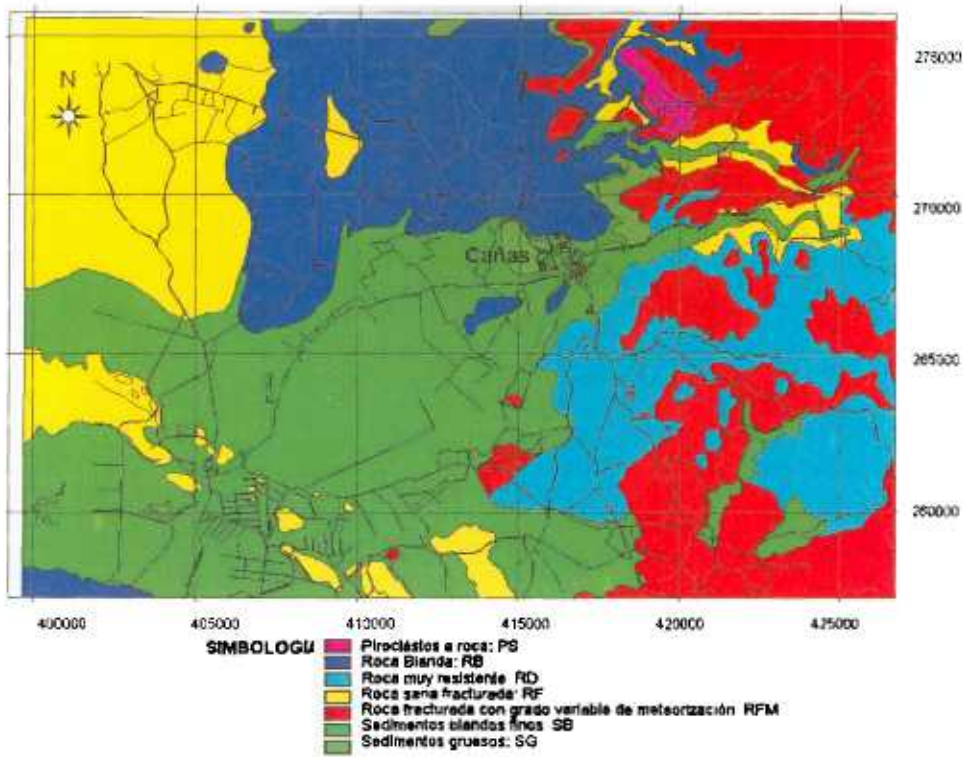 N
Cañas
275000
270000
265000
260000
400000
405000
410000
415000
420000
425000
SIMBOLOGIA
Piroclástos a roca: PS
Roca Blanda: RB
Roca muy resistente RD
Roca sana fracturada: RF
Roca fracturada con grado variable de meteorización RFM
Sedimentos blandos finos SB
Sedimentos gruesos: SG